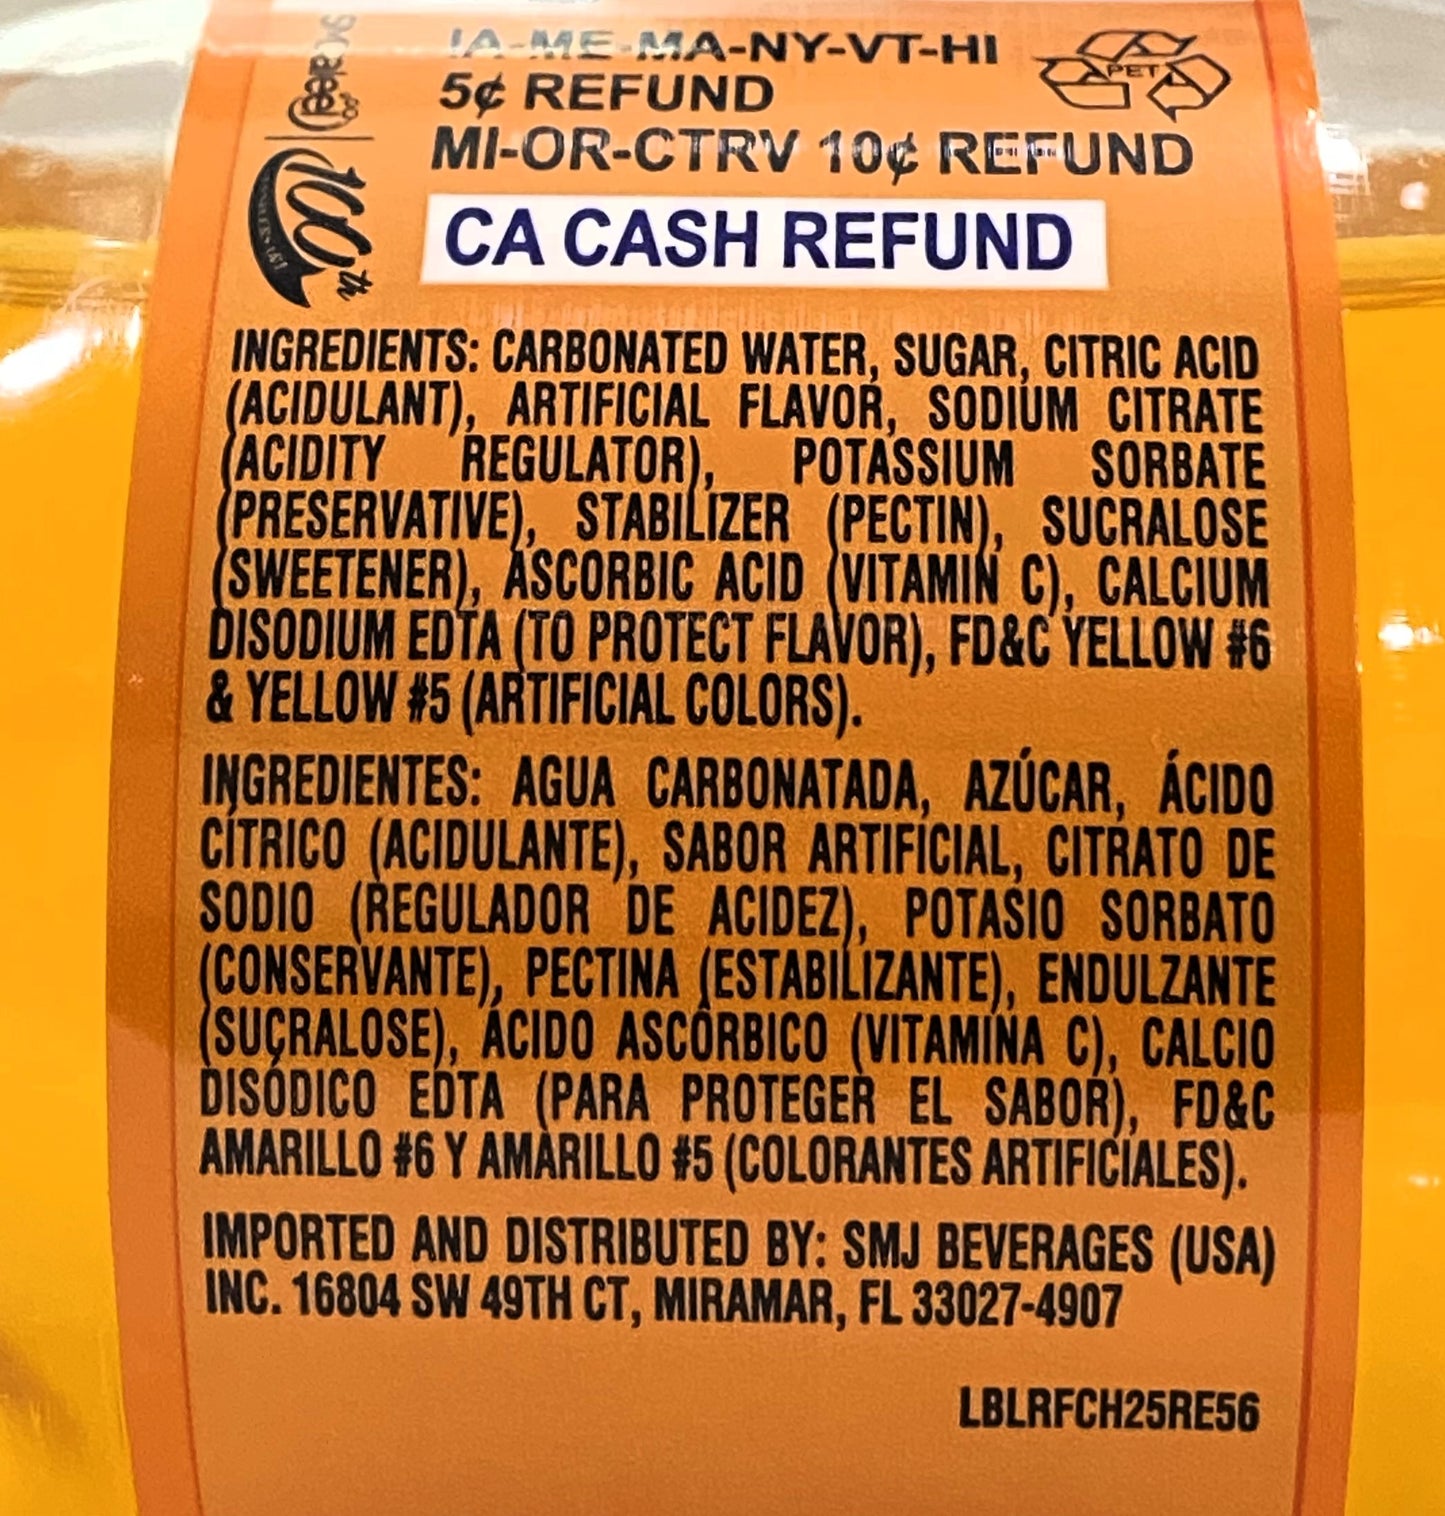 IA-ME-MA-NY-VT-HI
5¢ REFUND
MI-OR-CTRV 10¢ REFUND
PET
CA CASH REFUND
100th
INGREDIENTS: CARBONATED WATER, SUGAR, CITRIC ACID
(ACIDULANT), ARTIFICIAL FLAVOR, SODIUM CITRATE
(ACIDITY REGULATOR), POTASSIUM SORBATE
(PRESERVATIVE), STABILIZER (PECTIN), SUCRALOSE
(SWEETENER), ASCORBIC ACID (VITAMIN C), CALCIUM
DISODIUM EDTA (TO PROTECT FLAVOR), FD&C YELLOW #6
& YELLOW #5 (ARTIFICIAL COLORS).
INGREDIENTES: AGUA CARBONATADA, AZÚCAR, ÁCIDO
CÍTRICO (ACIDULANTE), SABOR ARTIFICIAL, CITRATO DE
SODIO (REGULADOR DE ACIDEZ), POTASIO SORBATO
(CONSERVANTE), PECTINA (ESTABILIZANTE), ENDULZANTE
(SUCRALOSE), ÁCIDO ASCÓRBICO (VITAMINA C), CALCIO
DISÓDICO EDTA (PARA PROTEGER EL SABOR), FD&C
AMARILLO #6 Y AMARILLO #5 (COLORANTES ARTIFICIALES).
IMPORTED AND DISTRIBUTED BY: SMJ BEVERAGES (USA)
INC. 16804 SW 49TH CT, MIRAMAR, FL 33027-4907
LBLRFCH25RE56